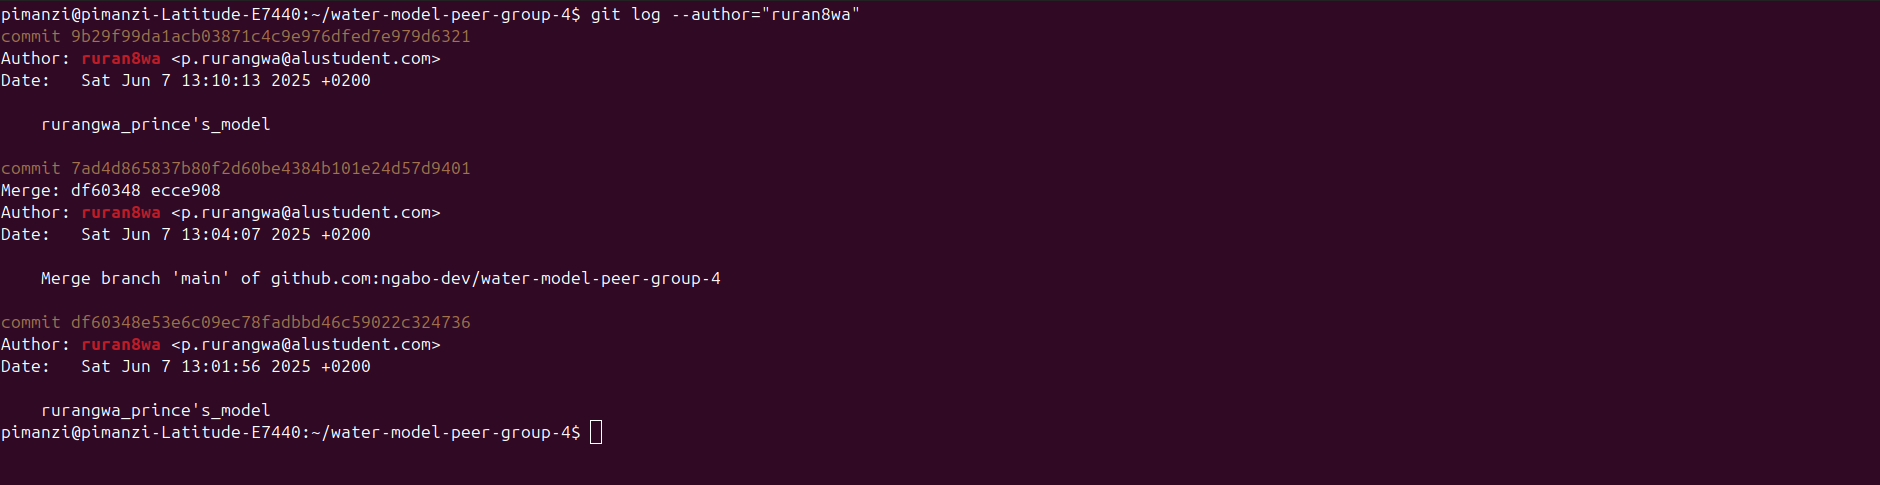 pimanzi@pimanzi-Latitude-E7440:~/water-model-peer-group-4$ git log --author="ruran8wa"
commit 9b29f99da1acb03871c4c9e976dfed7e979d6321
Author: ruran8wa <p.rurangwa@alustudent.com>
Date:   Sat Jun 7 13:10:13 2025 +0200
    rurangwa_prince's_model
commit 7ad4d865837b80f2d60be4384b101e24d57d9401
Merge: df60348 ecce908
Author: ruran8wa <p.rurangwa@alustudent.com>
Date:   Sat Jun 7 13:04:07 2025 +0200
    Merge branch 'main' of github.com:ngabo-dev/water-model-peer-group-4
commit df60348e53e6c09ec78fadbbd46c59022c324736
Author: ruran8wa <p.rurangwa@alustudent.com>
Date:   Sat Jun 7 13:01:56 2025 +0200
    rurangwa_prince's_model
pimanzi@pimanzi-Latitude-E7440:~/water-model-peer-group-4$